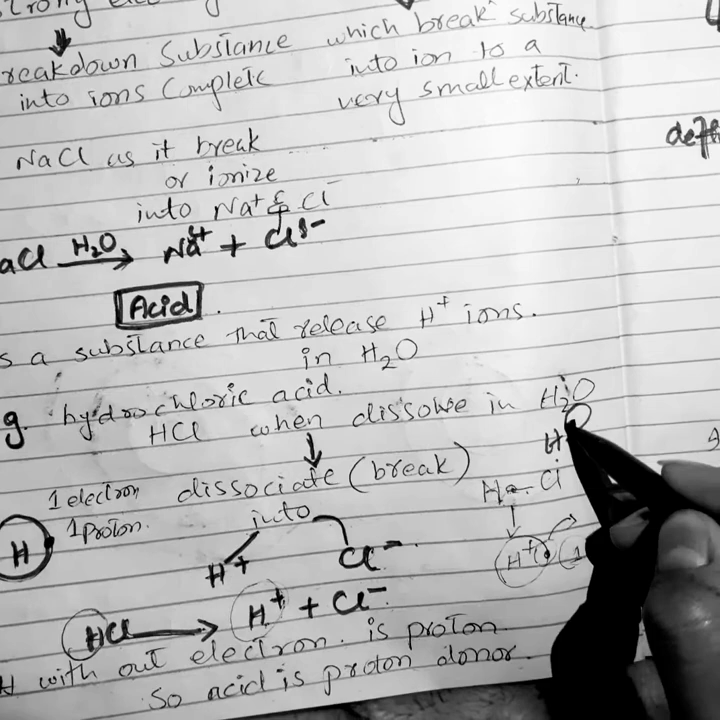 which break substance
reakdown Substance into ion to a
into ions Complete very small extent.
NaCl as it break
or ionize
into Na+ & Cl-
aCl H2O → Na+ + Cl-
Acid
s a substance that release H+ ions.
in H2O
g. hydrochloric acid.
HCl when dissolve in H2O
1 electron dissociate (break) H Cl
1 Proton. into
H H+ Cl- H+
HCl → H+ + Cl-
H with out electron. is proton
So acid is proton donor.